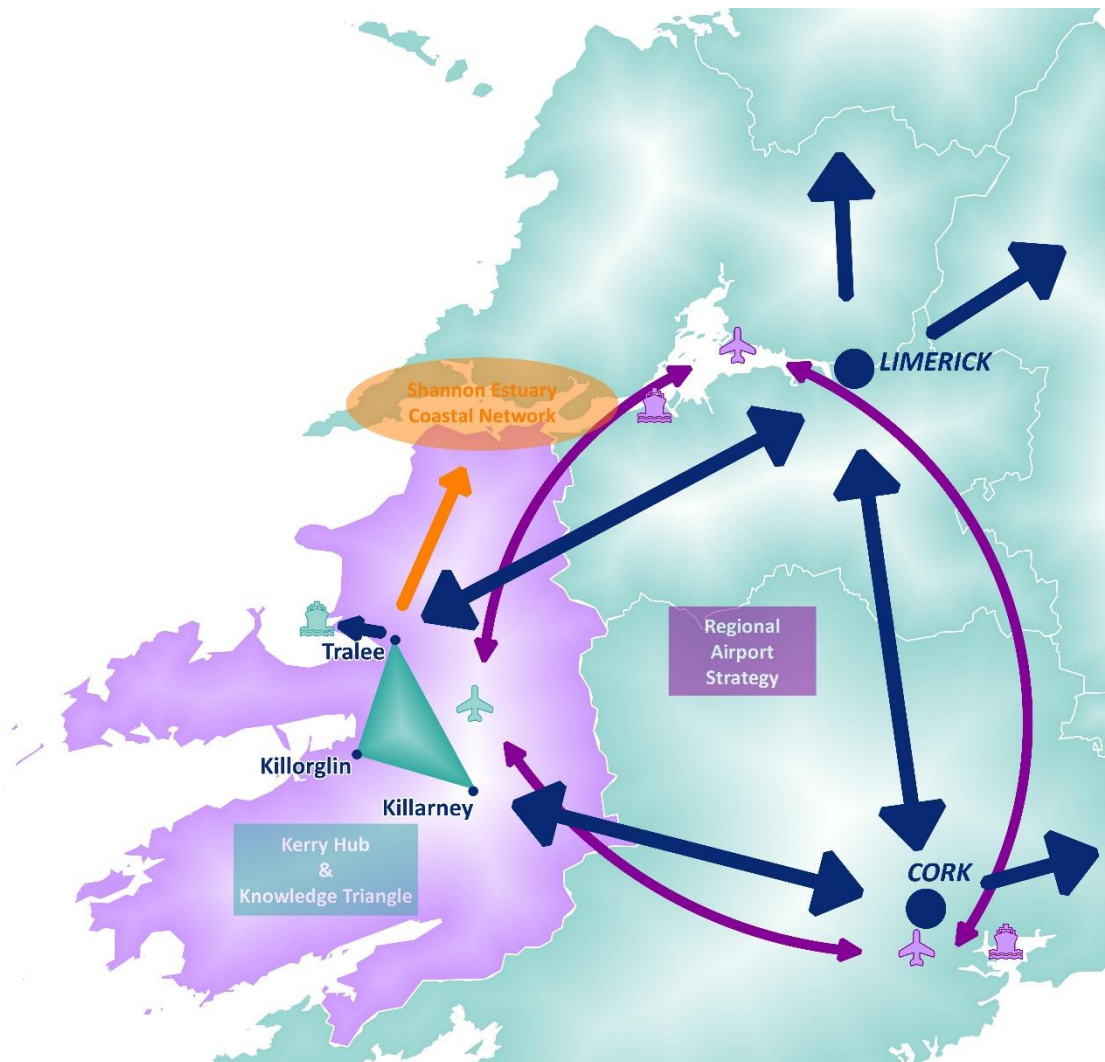 LIMERICK
Shannon Estuary
Coastal Network
Regional
Airport
Strategy
Tralee
Killorglin
Killarney
Kerry Hub
&
Knowledge Triangle
CORK